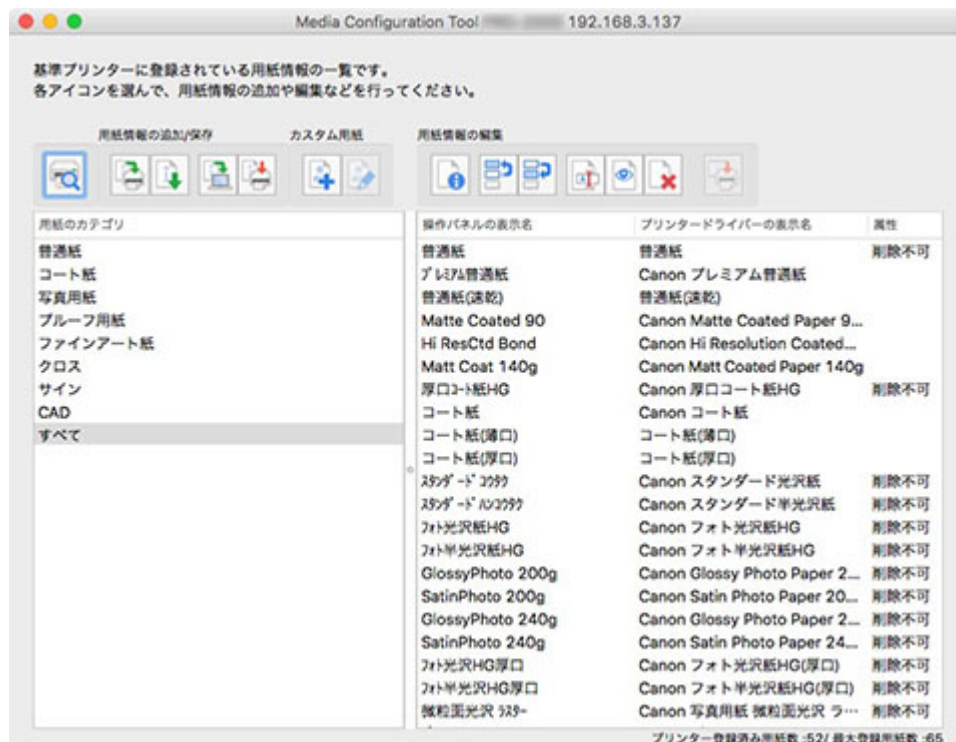 Media Configuration Tool 192.168.3.137
基準プリンターに登録されている用紙情報の一覧です。
各アイコンを選んで、用紙情報の追加や編集などを行ってください。
用紙情報の追加/保存 カスタム用紙 用紙情報の編集
用紙のカテゴリ
普通紙
コート紙
写真用紙
プルーフ用紙
ファインアート紙
クロス
サイン
CAD
すべて
操作パネルの表示名 プリンタードライバーの表示名 属性
普通紙 普通紙 削除不可
プレミアム普通紙 Canon プレミアム普通紙
普通紙(速乾) 普通紙(速乾)
Matte Coated 90 Canon Matte Coated Paper 9...
Hi ResCtd Bond Canon Hi Resolution Coated...
Matt Coat 140g Canon Matt Coated Paper 140g
厚口コート紙HG Canon 厚口コート紙HG 削除不可
コート紙 Canon コート紙
コート紙(薄口) コート紙(薄口)
コート紙(厚口) コート紙(厚口)
スタンダード コウタク Canon スタンダード光沢紙 削除不可
スタンダード ハンコウタク Canon スタンダード半光沢紙 削除不可
フォト光沢紙HG Canon フォト光沢紙HG 削除不可
フォト半光沢紙HG Canon フォト半光沢紙HG 削除不可
GlossyPhoto 200g Canon Glossy Photo Paper 2... 削除不可
SatinPhoto 200g Canon Satin Photo Paper 20... 削除不可
GlossyPhoto 240g Canon Glossy Photo Paper 2... 削除不可
SatinPhoto 240g Canon Satin Photo Paper 24... 削除不可
フォト光沢HG厚口 Canon フォト光沢紙HG(厚口) 削除不可
フォト半光沢HG厚口 Canon フォト半光沢紙HG(厚口) 削除不可
微粒面光沢 ラスター Canon 写真用紙 微粒面光沢 ラ… 削除不可
プリンター登録済み用紙数 :52/ 最大登録用紙数 :65